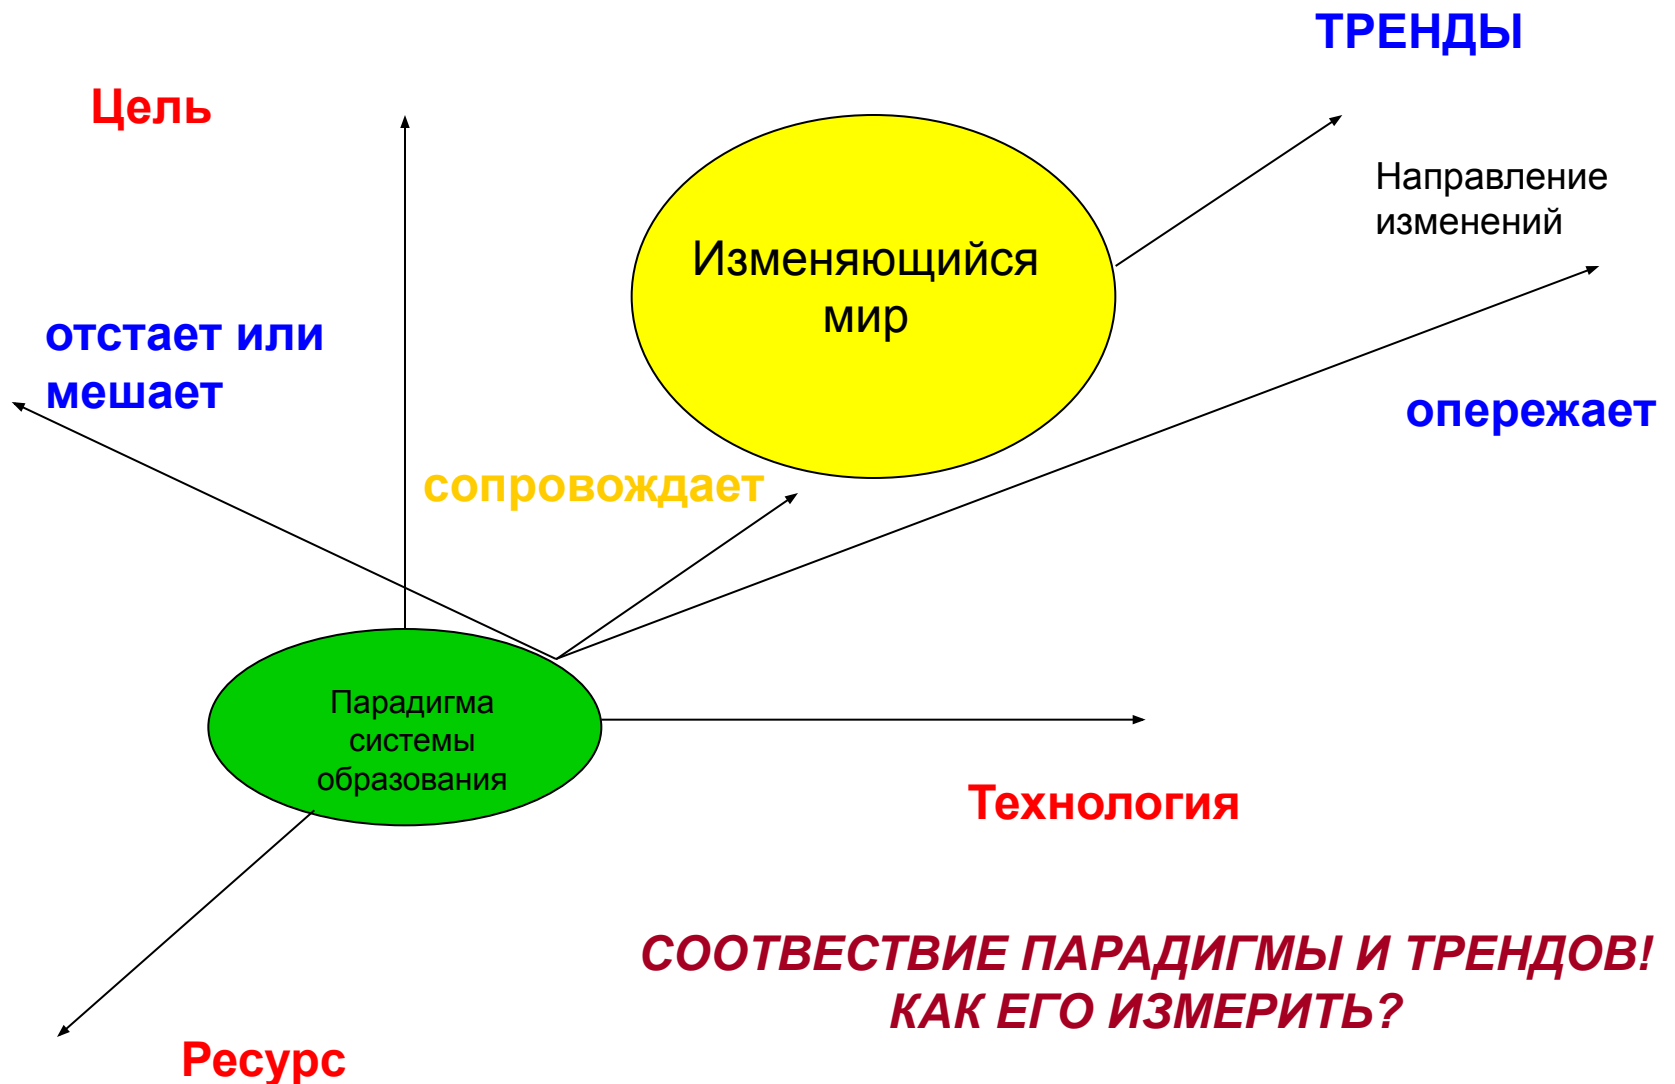 ТРЕНДЫ
Цель
Направление
изменений
Изменяющийся
мир
отстает или
мешает
опережает
сопровождает
Парадигма
системы
образования
Технология
СООТВЕСТВИЕ ПАРАДИГМЫ И ТРЕНДОВ!
КАК ЕГО ИЗМЕРИТЬ?
Ресурс